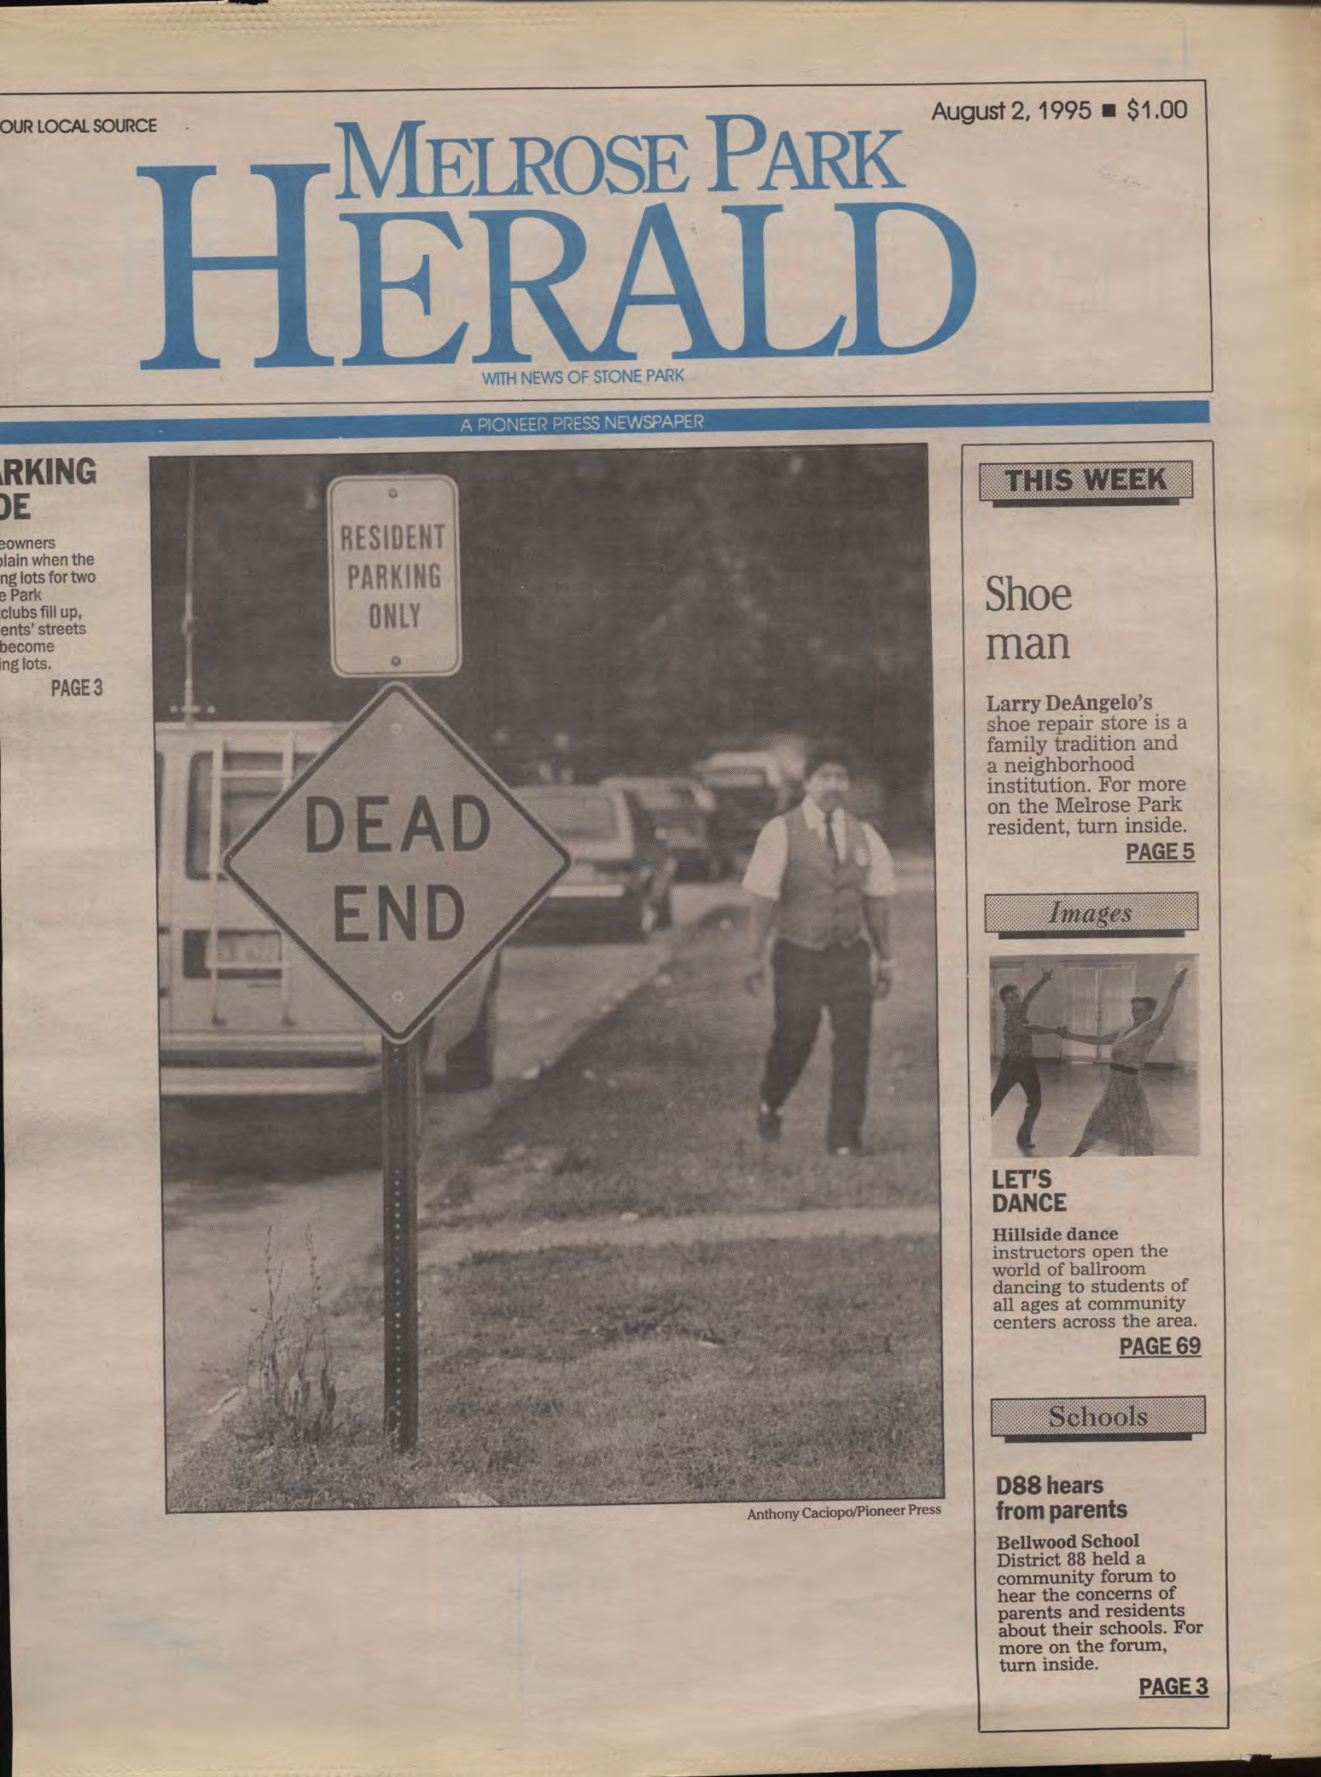 OUR LOCAL SOURCE
August 2, 1995 ■ $1.00
MELROSE PARK
HERALD
WITH NEWS OF STONE PARK
A PIONEER PRESS NEWSPAPER
ARKING
DE
eowners
plain when the
ng lots for two
e Park
clubs fill up,
ents' streets
become
ing lots.
PAGE 3
RESIDENT
PARKING
ONLY
DEAD
END
Anthony Caciopo/Pioneer Press
THIS WEEK
Shoe
man
Larry DeAngelo's
shoe repair store is a
family tradition and
a neighborhood
institution. For more
on the Melrose Park
resident, turn inside.
PAGE 5
Images
LET'S
DANCE
Hillside dance
instructors open the
world of ballroom
dancing to students of
all ages at community
centers across the area.
PAGE 69
Schools
D88 hears
from parents
Bellwood School
District 88 held a
community forum to
hear the concerns of
parents and residents
about their schools. For
more on the forum,
turn inside.
PAGE 3